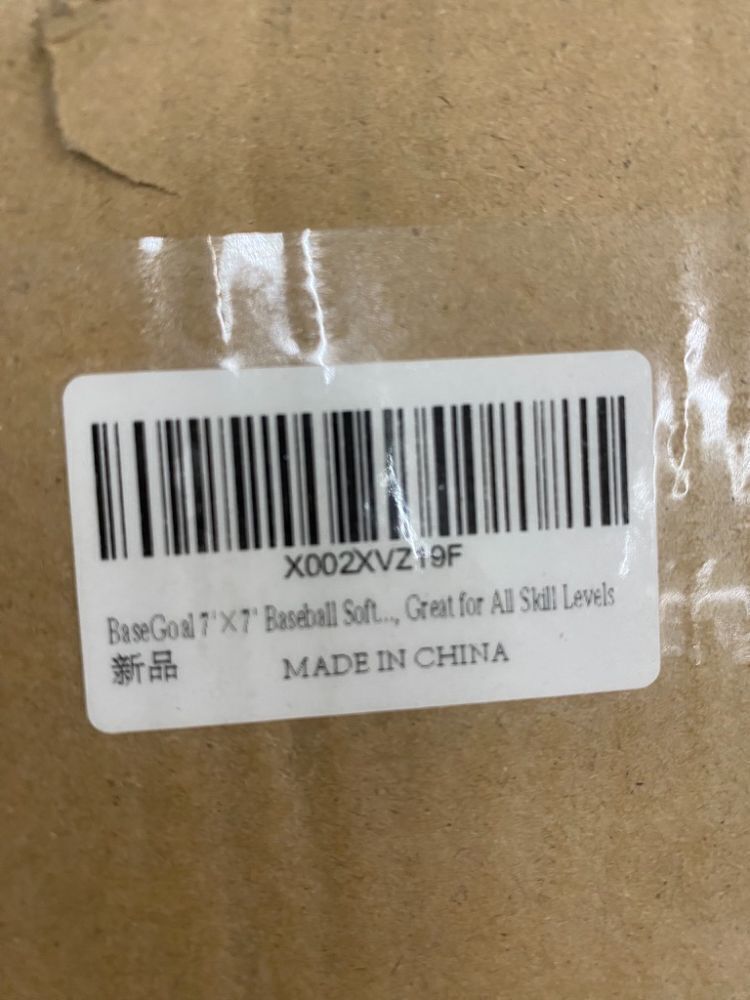 X002XVZ19F
BaseGoal 7'×7' Baseball Soft..., Great for All Skill Levels
新品 MADE IN CHINA